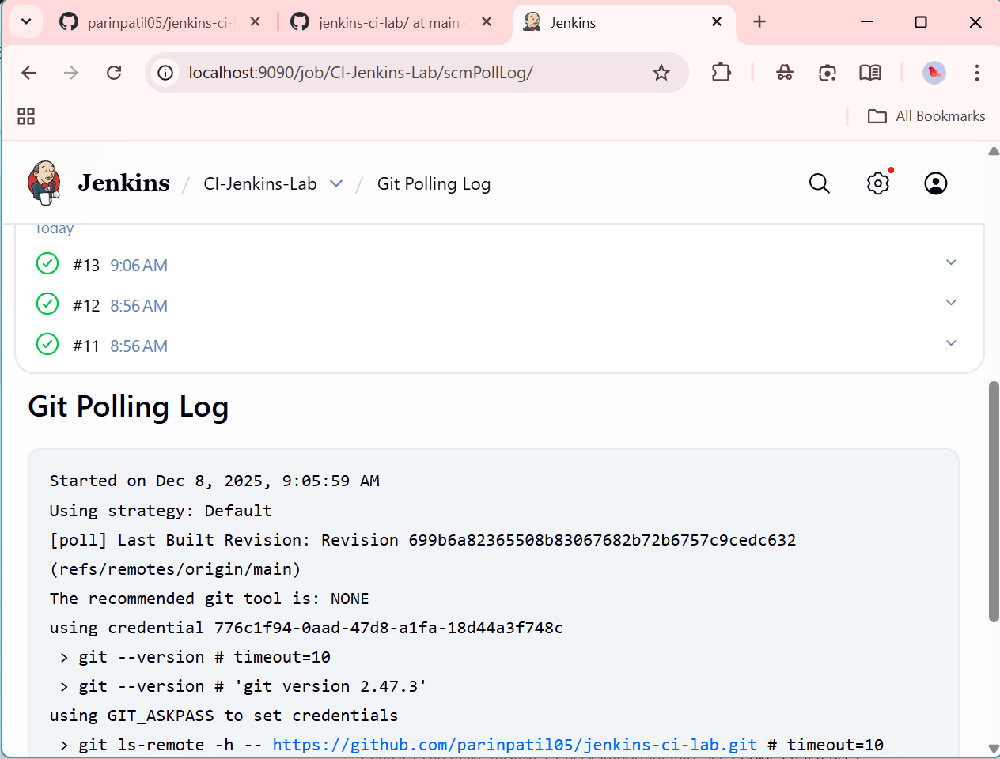 parinpatil05/jenkins-ci-l
jenkins-ci-lab/ at main
Jenkins
localhost:9090/job/CI-Jenkins-Lab/scmPollLog/
All Bookmarks
Jenkins / CI-Jenkins-Lab / Git Polling Log
Today
#13 9:06 AM
#12 8:56 AM
#11 8:56 AM
Git Polling Log
Started on Dec 8, 2025, 9:05:59 AM
Using strategy: Default
[poll] Last Built Revision: Revision 699b6a82365508b83067682b72b6757c9cedc632
(refs/remotes/origin/main)
The recommended git tool is: NONE
using credential 776c1f94-0aad-47d8-a1fa-18d44a3f748c
> git --version # timeout=10
> git --version # 'git version 2.47.3'
using GIT_ASKPASS to set credentials
> git ls-remote -h -- https://github.com/parinpatil05/jenkins-ci-lab.git # timeout=10